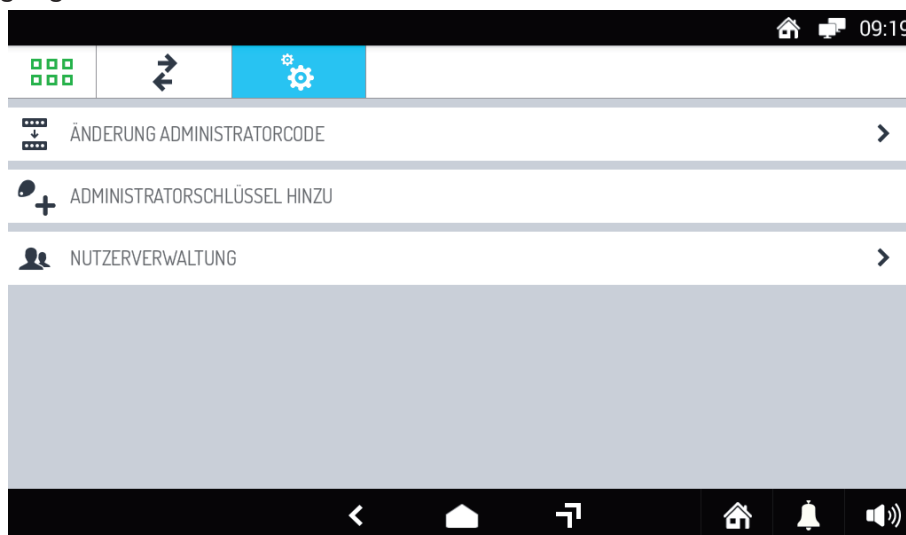 09:19
ÄNDERUNG ADMINISTRATORCODE
ADMINISTRATORSCHLÜSSEL HINZU
NUTZERVERWALTUNG